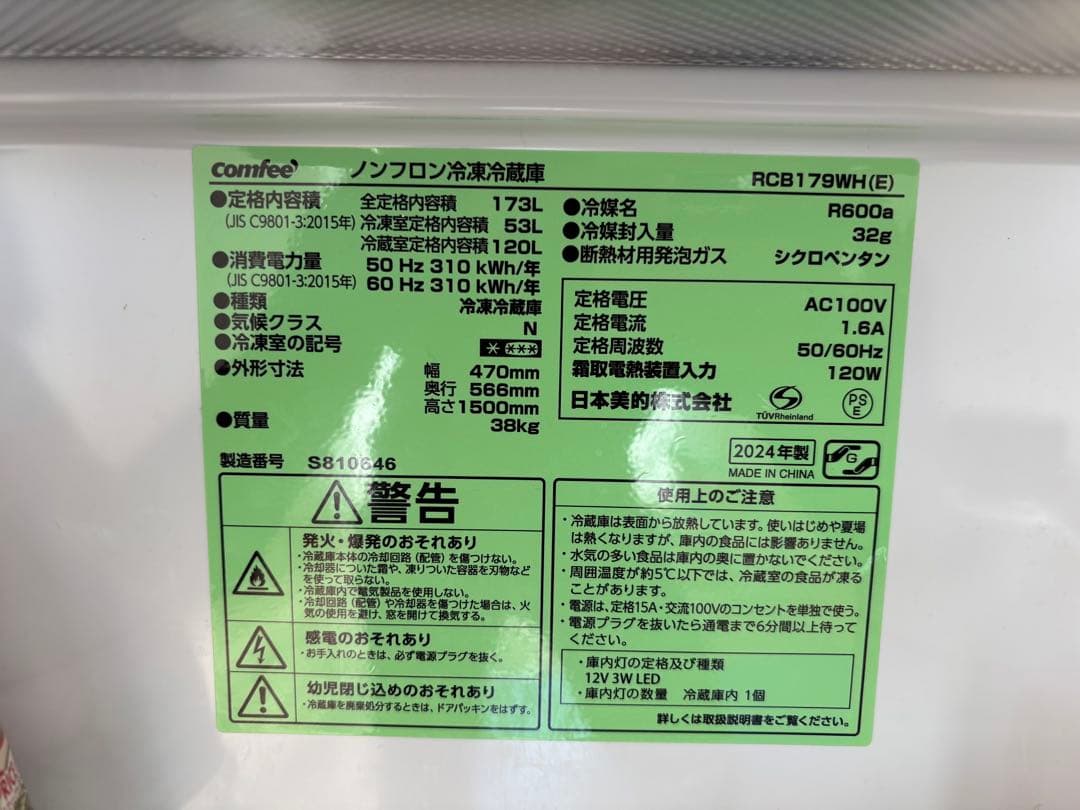 comfee' ノンフロン冷凍冷蔵庫 RCB179WH(E)
●定格内容積 全定格内容積 173L
(JIS C9801-3:2015年) 冷凍室定格内容積 53L
冷蔵室定格内容積 120L
●消費電力量 50 Hz 310 kWh/年
(JIS C9801-3:2015年) 60 Hz 310 kWh/年
●種類 冷凍冷蔵庫
●気候クラス N
●冷凍室の記号
●外形寸法 幅 470mm
奥行 566mm
高さ1500mm
●質量 38kg
製造番号 S810646
●冷媒名 R600a
●冷媒封入量 32g
●断熱材用発泡ガス シクロペンタン
定格電圧 AC100V
定格電流 1.6A
定格周波数 50/60Hz
霜取電熱装置入力 120W
日本美的株式会社
TÜVRheinland
PS
E
2024年製
MADE IN CHINA
G
警告
発火・爆発のおそれあり
・冷蔵庫本体の冷却回路(配管)を傷つけない。
・冷却器についた霜や、凍りついた容器を刃物など
を使って取らない。
・冷蔵庫内で電気製品を使用しない。
・冷却回路(配管)や冷却器を傷つけた場合は、火
気の使用を避け、窓を開けて換気する。
感電のおそれあり
・お手入れのときは、必ず電源プラグを抜く。
幼児閉じ込めのおそれあり
・冷蔵庫を廃棄処分するときは、ドアパッキンをはずす。
使用上のご注意
・冷蔵庫は表面から放熱しています。使いはじめや夏場
は熱くなりますが、庫内の食品には影響ありません。
・水気の多い食品は庫内の奥に置かないでください。
・周囲温度が約5℃以下では、冷蔵室の食品が凍る
ことがあります。
・電源は、定格15A・交流100Vのコンセントを単独で使う。
・電源プラグを抜いたら通電まで6分間以上待って
ください。
・庫内灯の定格及び種類
12V 3W LED
・庫内灯の数量 冷蔵庫内 1個
詳しくは取扱説明書をご覧ください。